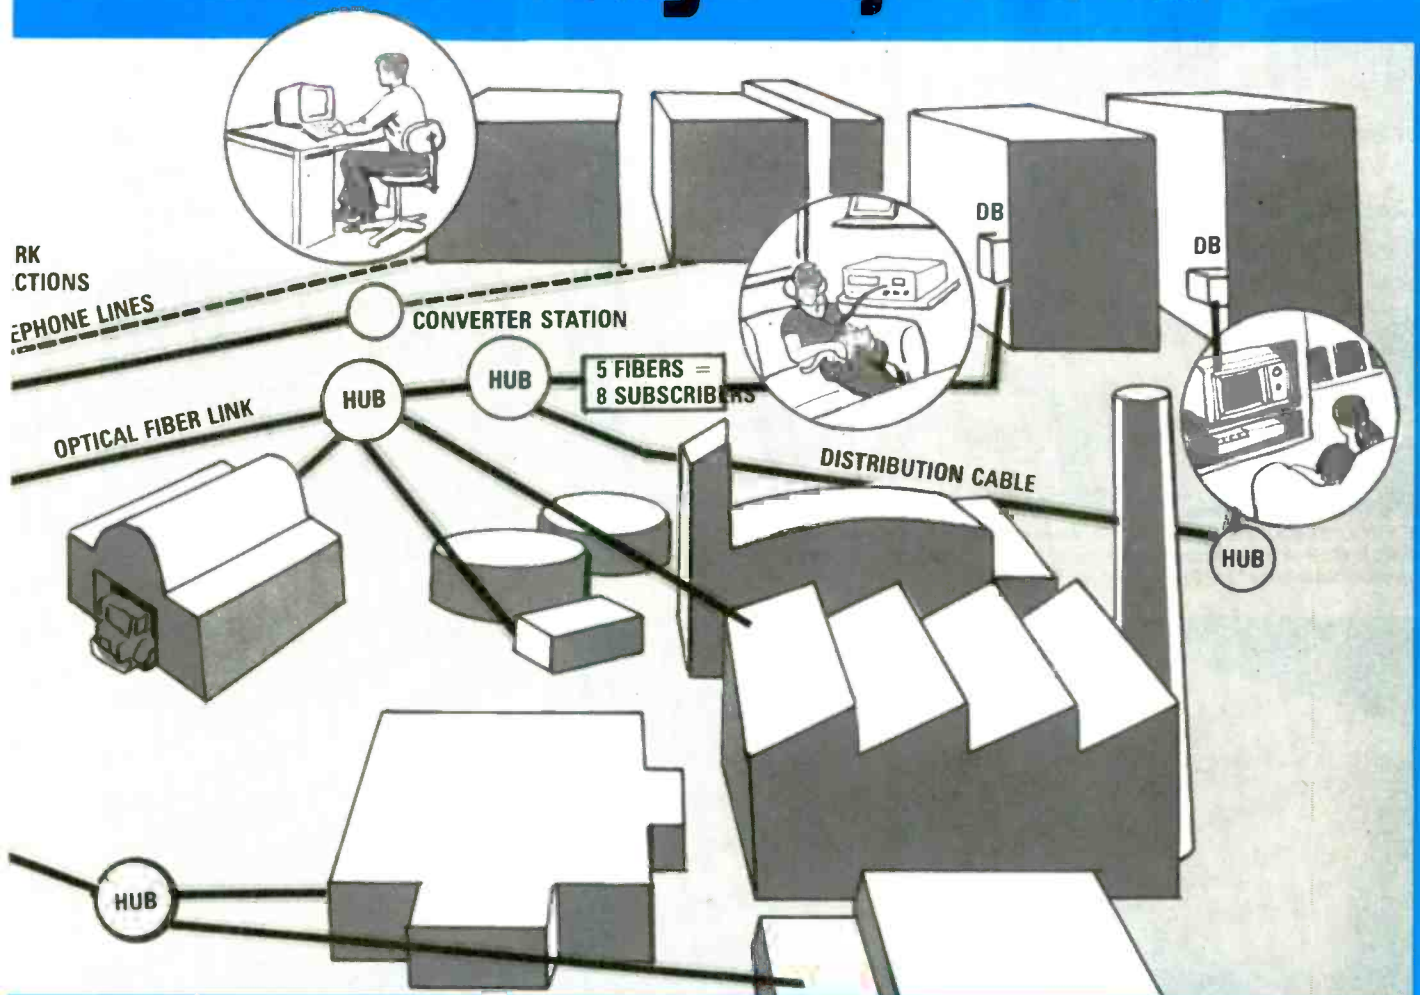 RK
CTIONS
EPHONE LINES
CONVERTER STATION
DB
DB
HUB
HUB
5 FIBERS =
8 SUBSCRIBERS
OPTICAL FIBER LINK
DISTRIBUTION CABLE
HUB
HUB